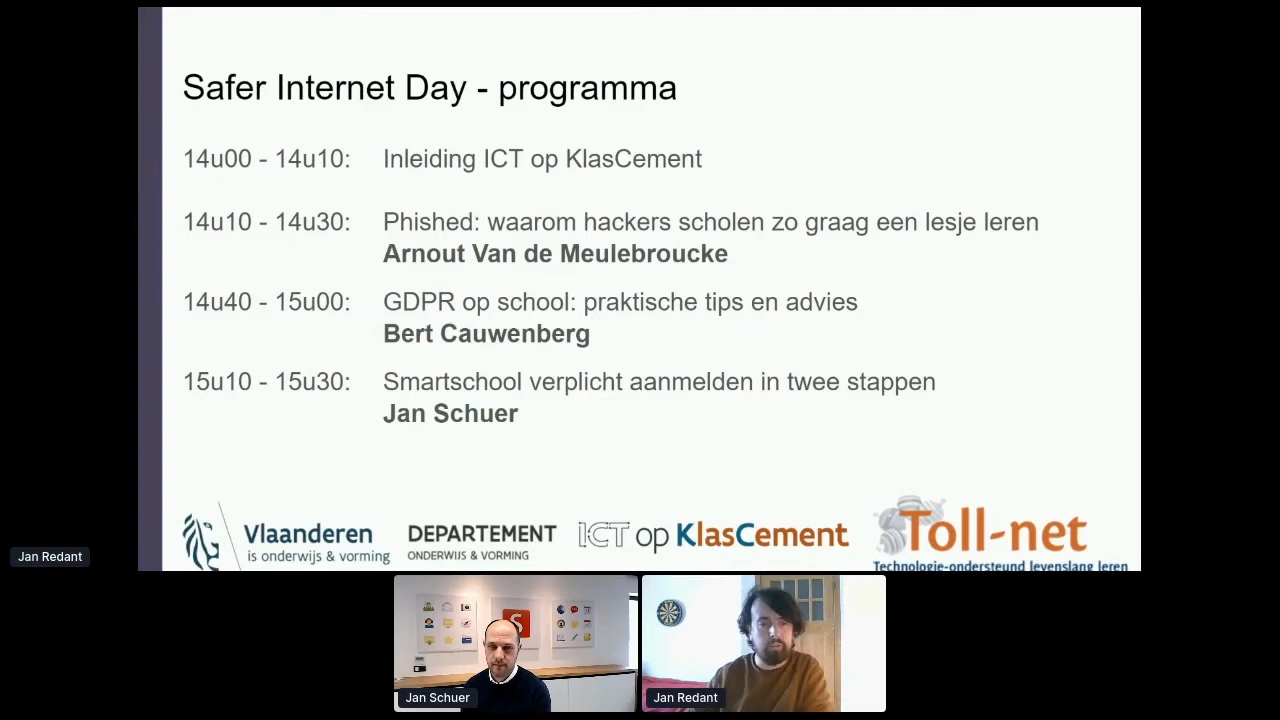 Safer Internet Day - programma
14u00 - 14u10: Inleiding ICT op KlasCement
14u10 - 14u30: Phished: waarom hackers scholen zo graag een lesje leren
Arnout Van de Meulebroucke
14u40 - 15u00: GDPR op school: praktische tips en advies
Bert Cauwenberg
15u10 - 15u30: Smartschool verplicht aanmelden in twee stappen
Jan Schuer
Vlaanderen
is onderwijs & vorming
DEPARTEMENT
ONDERWIJS & VORMING
ICT op KlasCement
Toll-net
Technologie-ondersteund levenslang leren
Jan Redant
S
Jan Schuer
Jan Redant